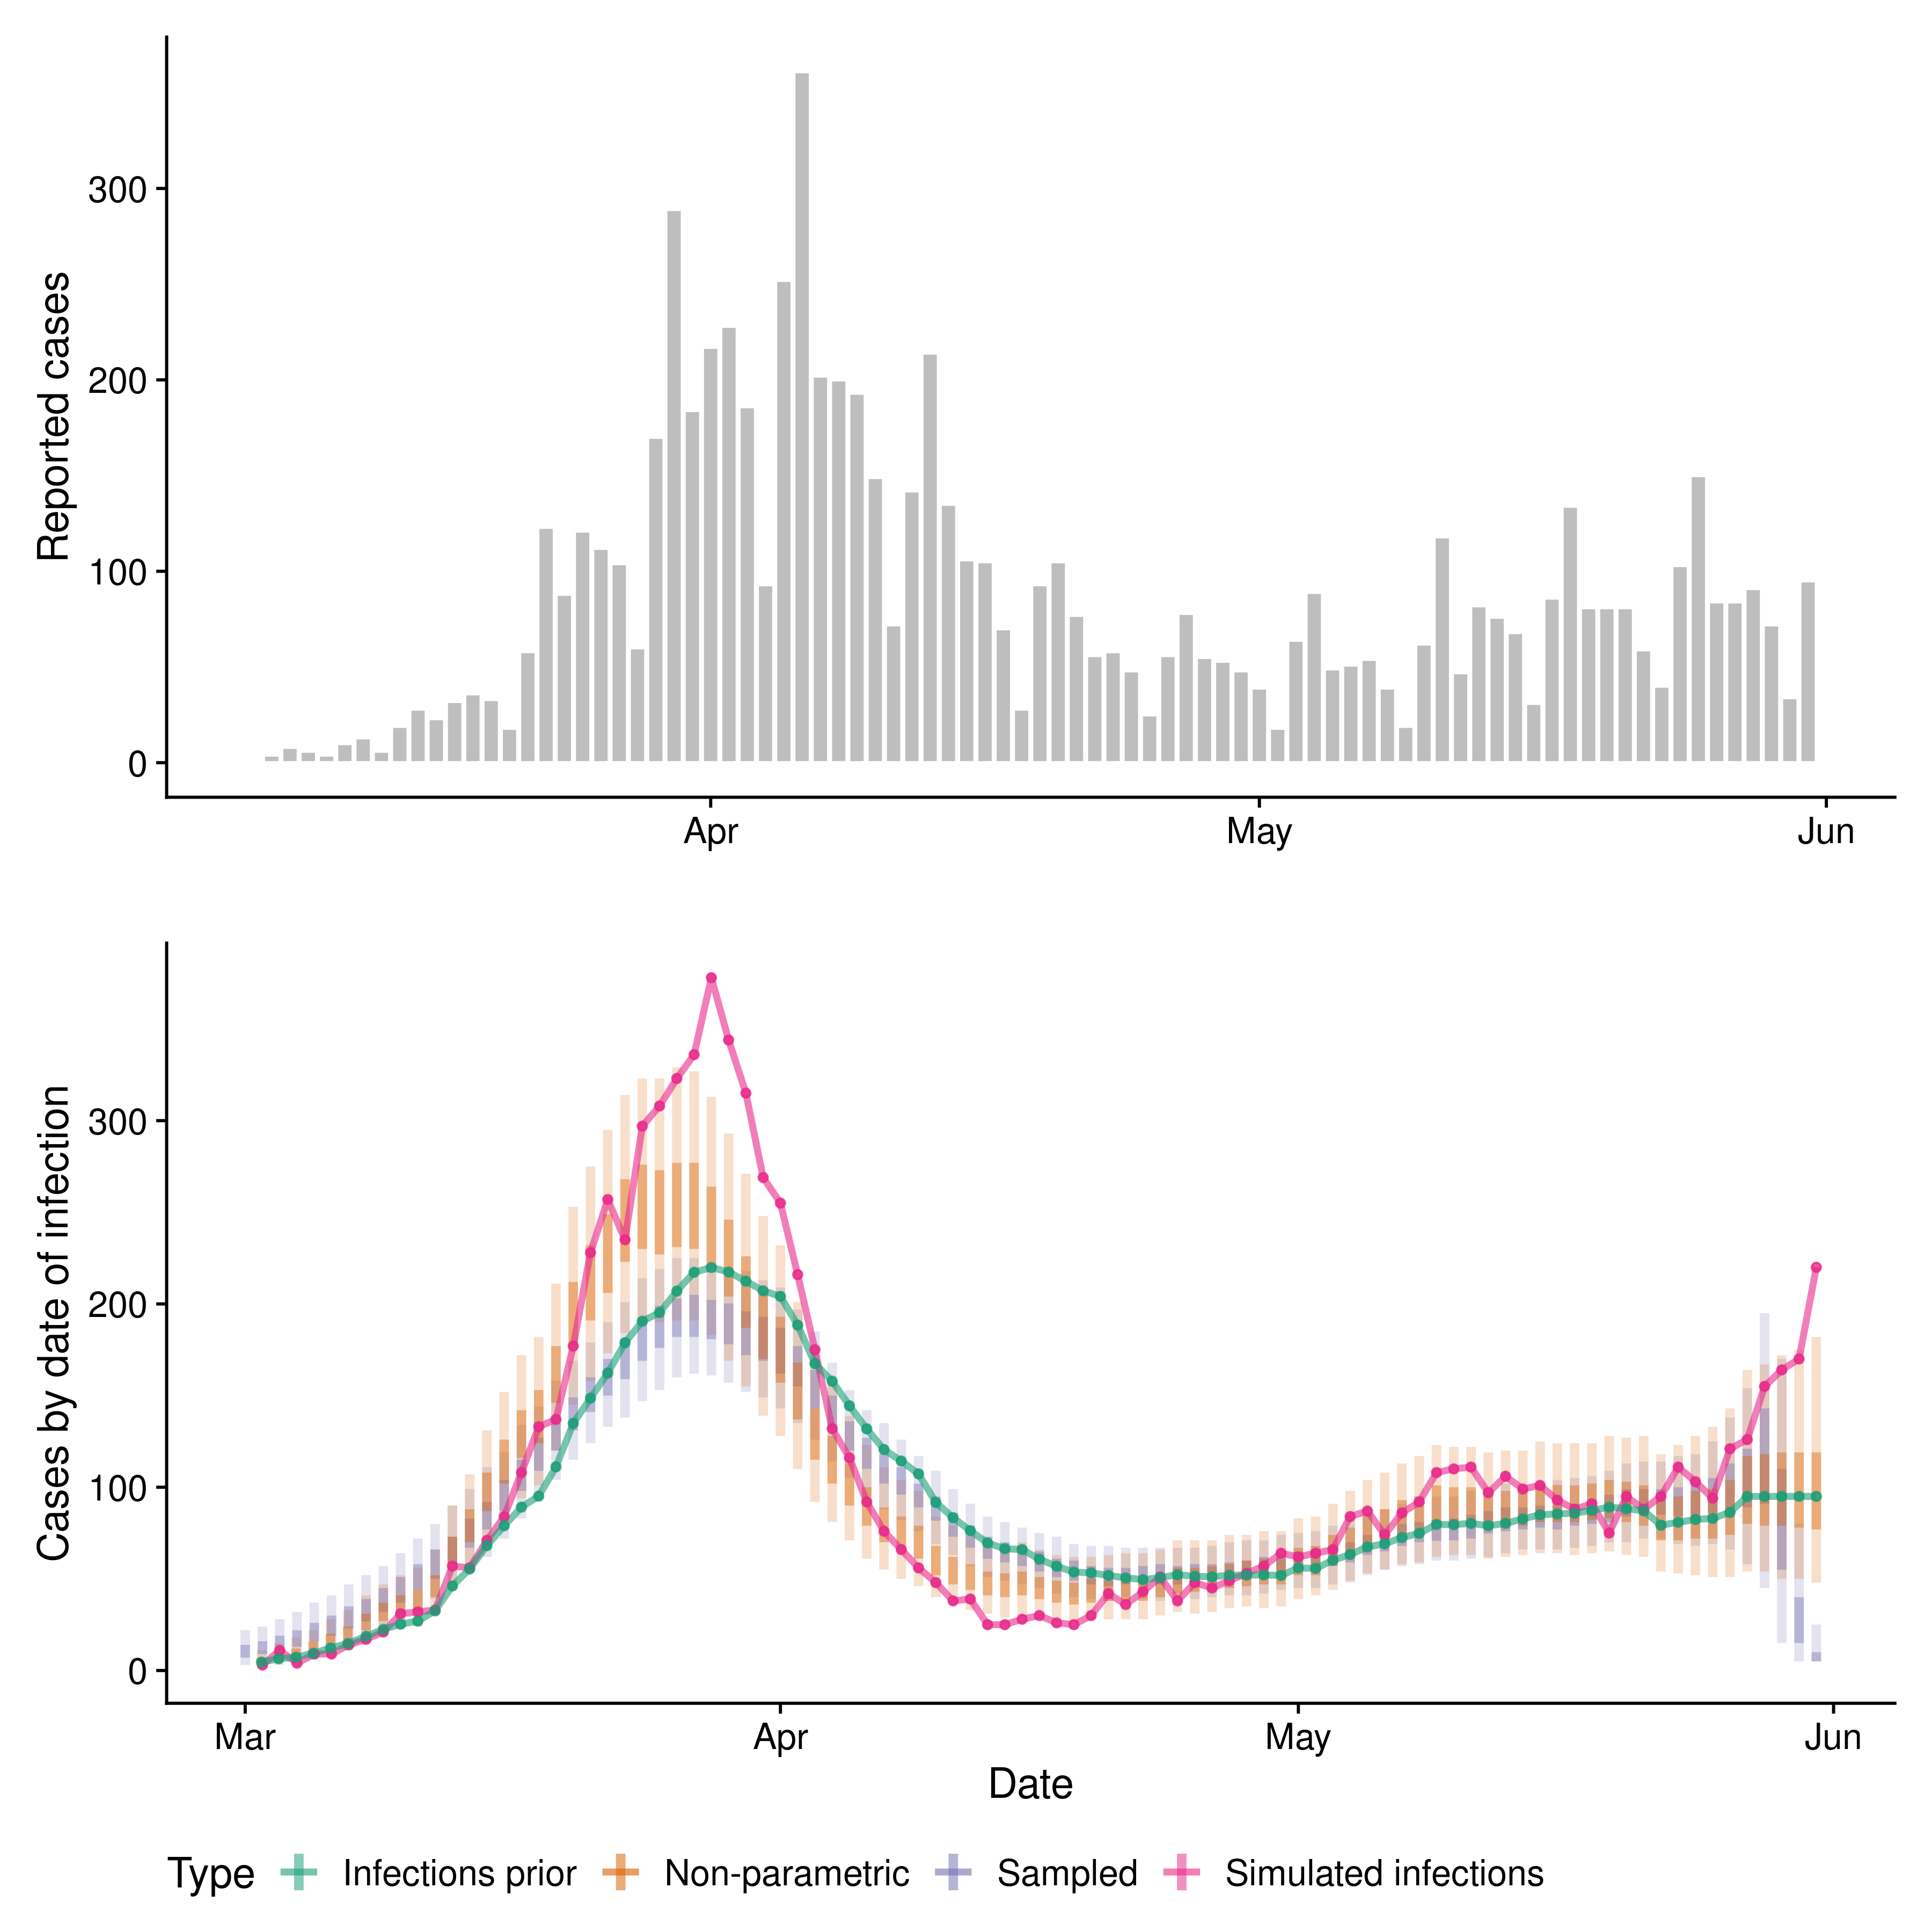 Reported cases
300
200
100
0
Apr May Jun
Cases by date of infection
300
200
100
0
Mar Apr May Jun
Date
Type Infections prior Non-parametric Sampled Simulated infections